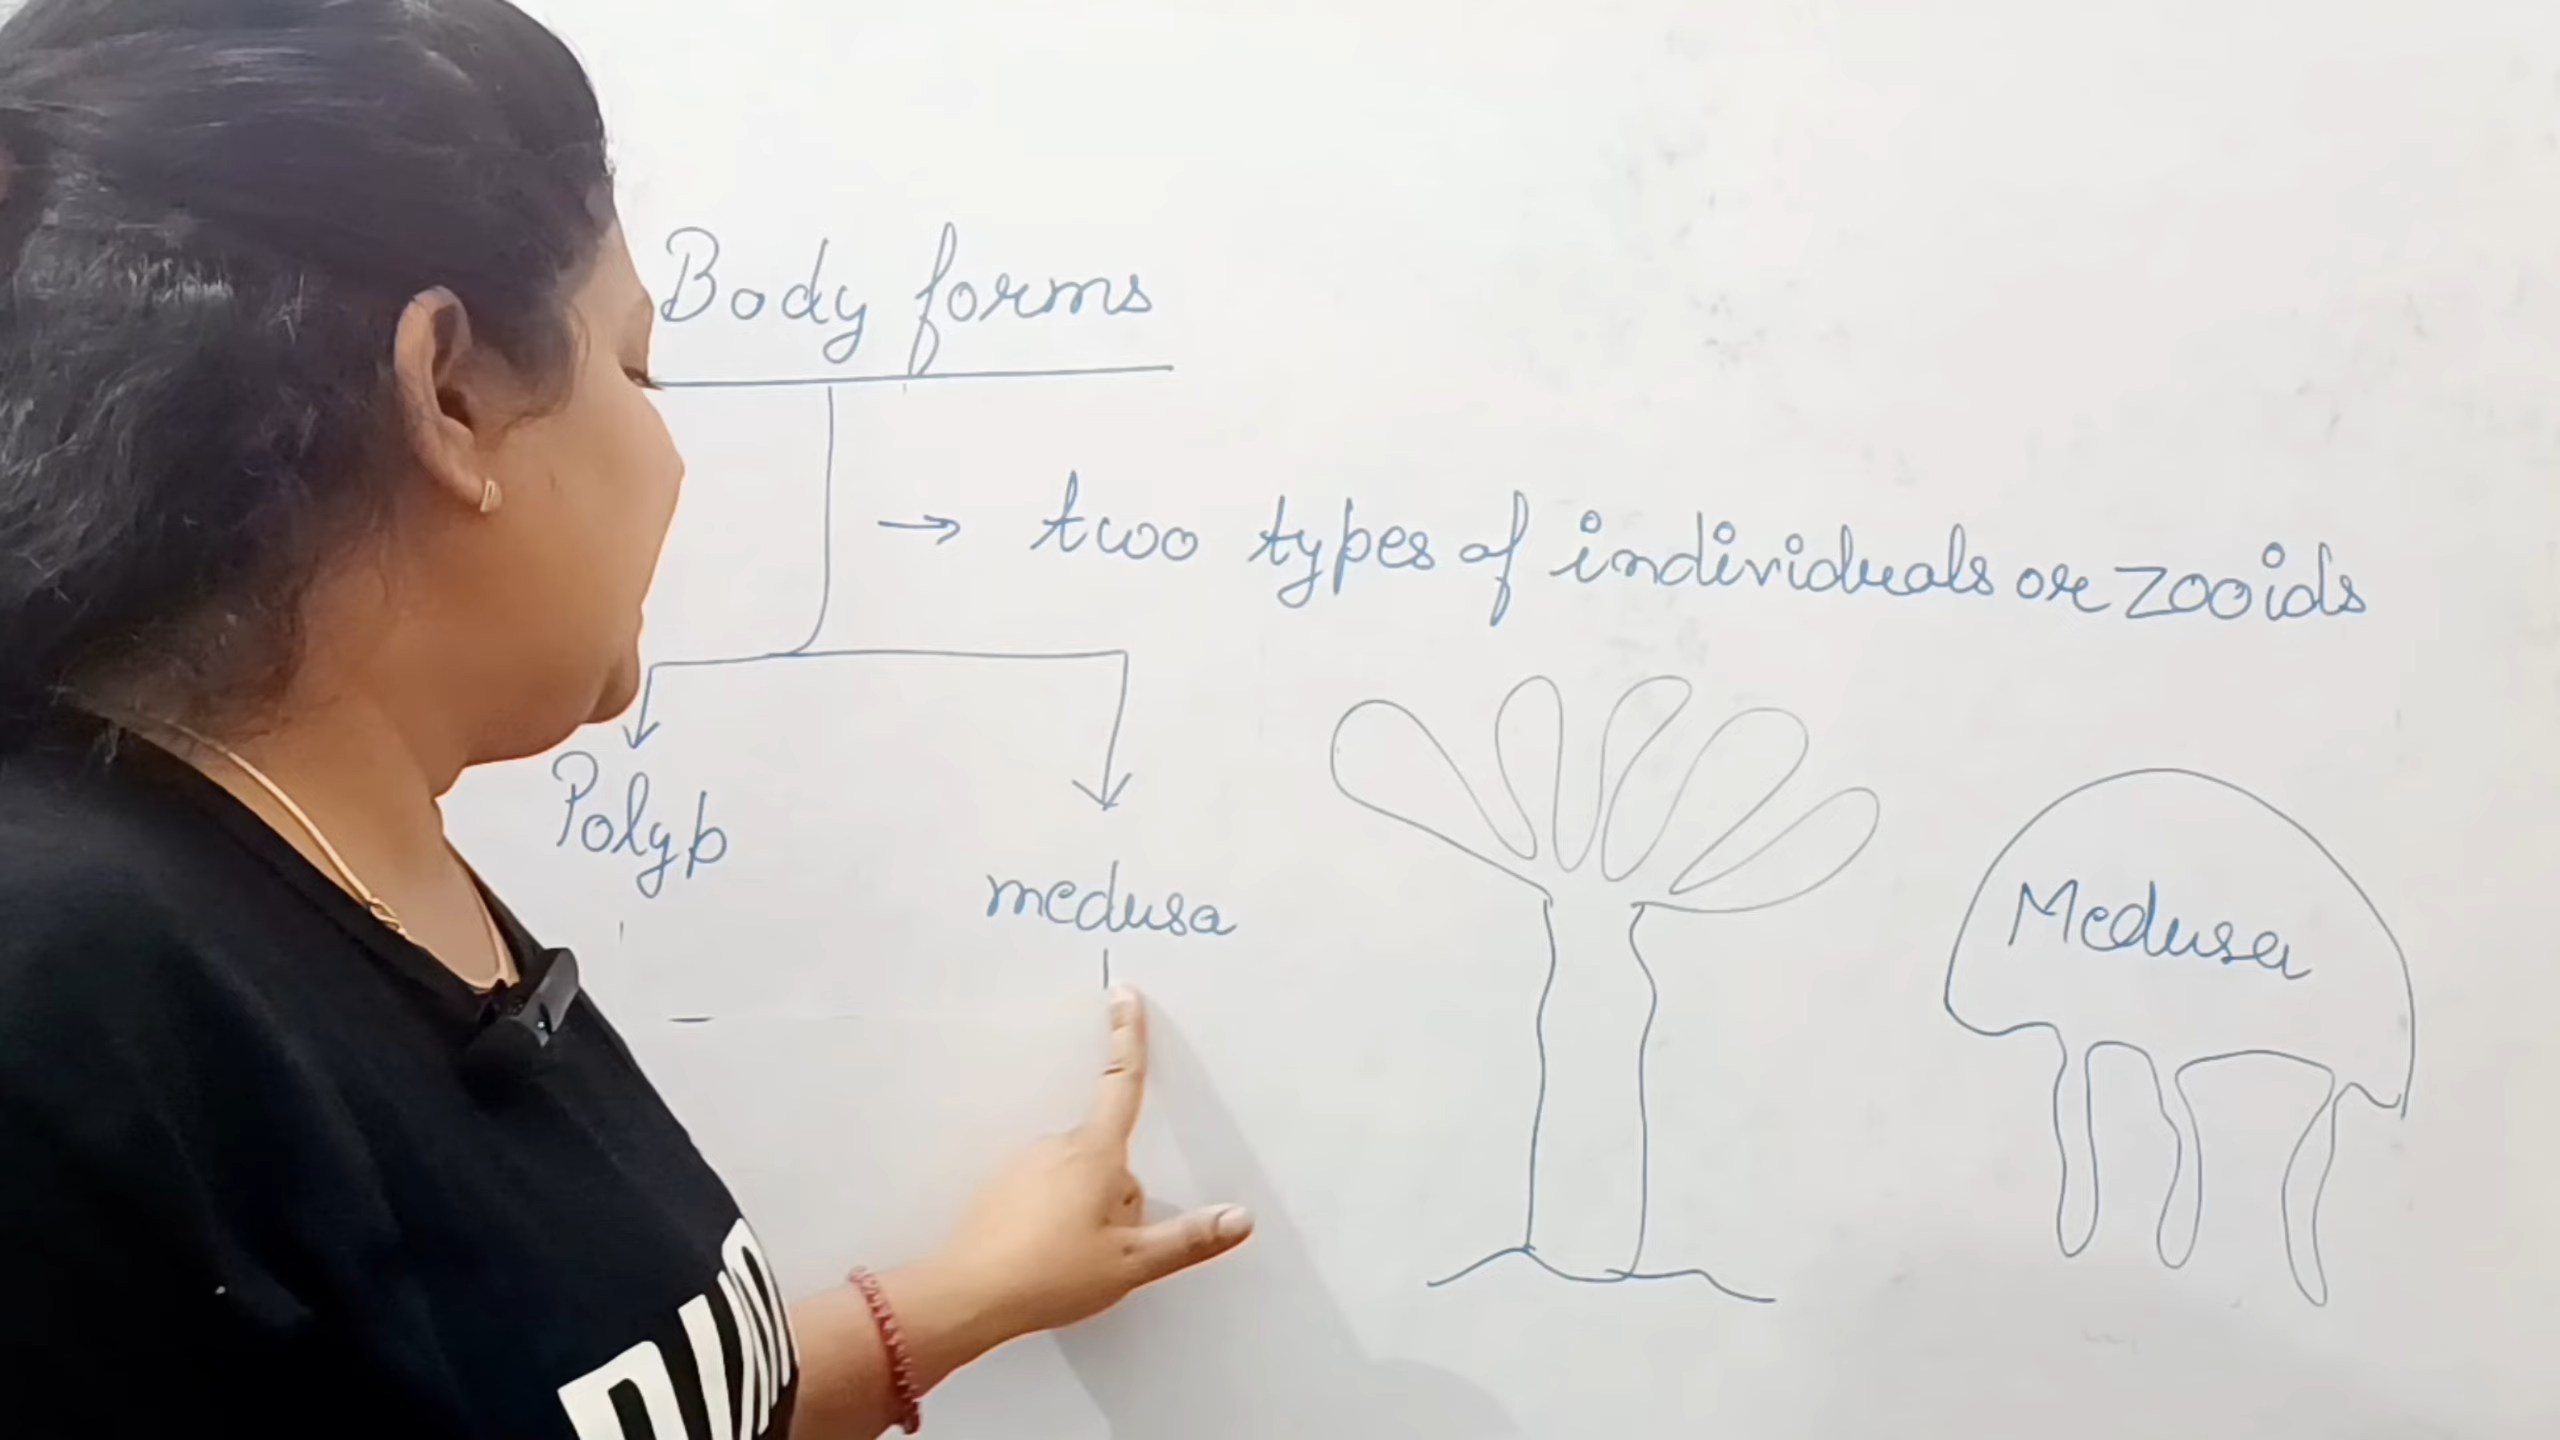 Body forms
→ two types of individuals or zooids
Polyp
medusa
Medusa